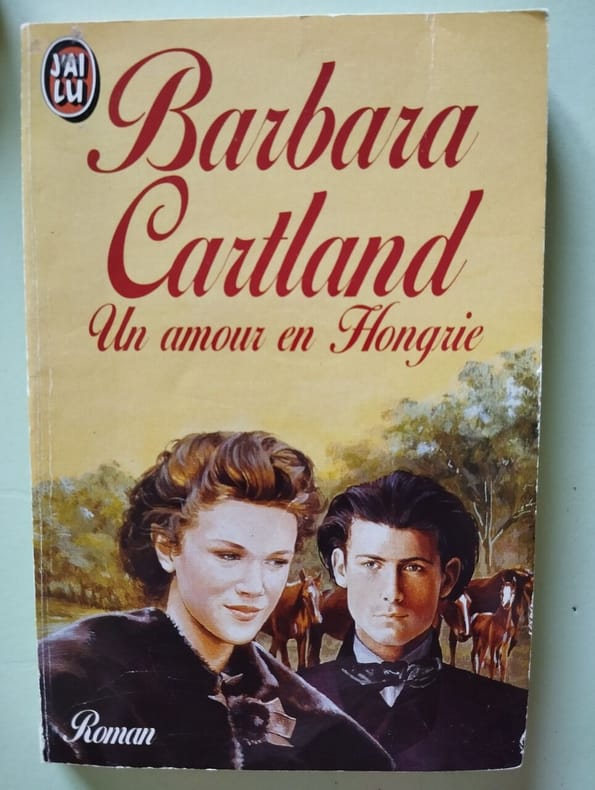 J'AI
LU
Barbara
Cartland
Un amour en Hongrie
Roman